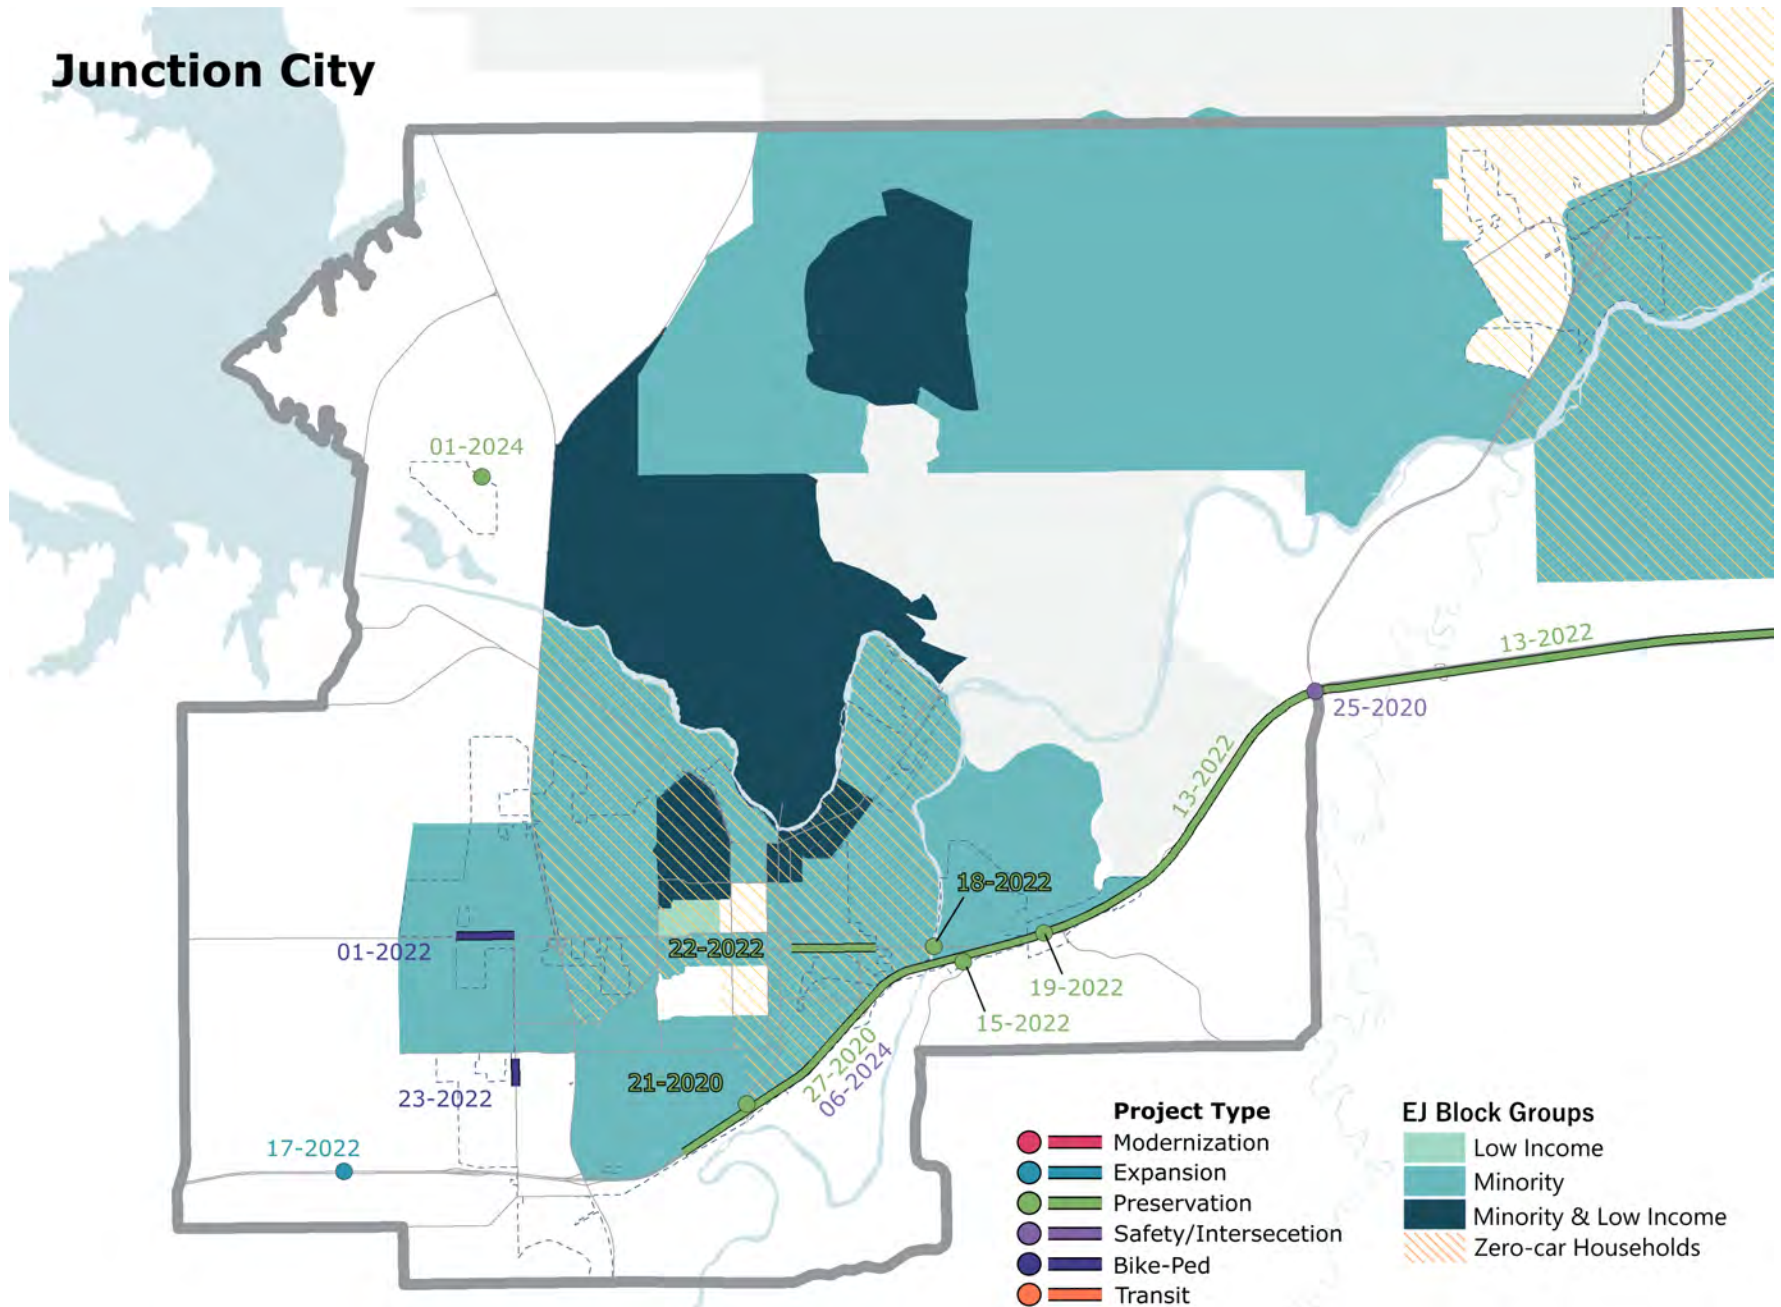 Junction City
01-2024
13-2022
25-2020
13-2022
18-2022
01-2022
22-2022
19-2022
15-2022
27-2020
06-2024
21-2020
23-2022
17-2022
Project Type
Modernization
Expansion
Preservation
Safety/Intersecetion
Bike-Ped
Transit
EJ Block Groups
Low Income
Minority
Minority & Low Income
Zero-car Households